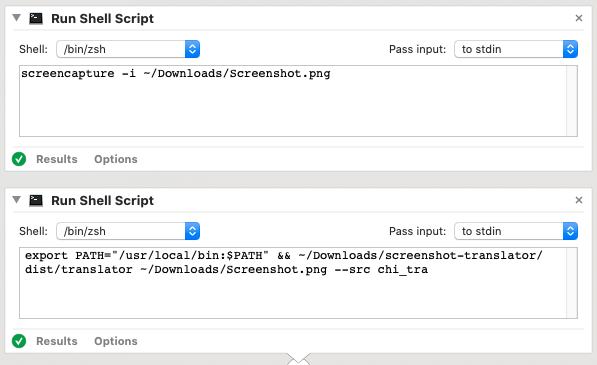 Run Shell Script
Shell: /bin/zsh Pass input: to stdin
screencapture -i ~/Downloads/Screenshot.png
Results Options
Run Shell Script
Shell: /bin/zsh Pass input: to stdin
export PATH="/usr/local/bin:$PATH" && ~/Downloads/screenshot-translator/
dist/translator ~/Downloads/Screenshot.png --src chi_tra
Results Options